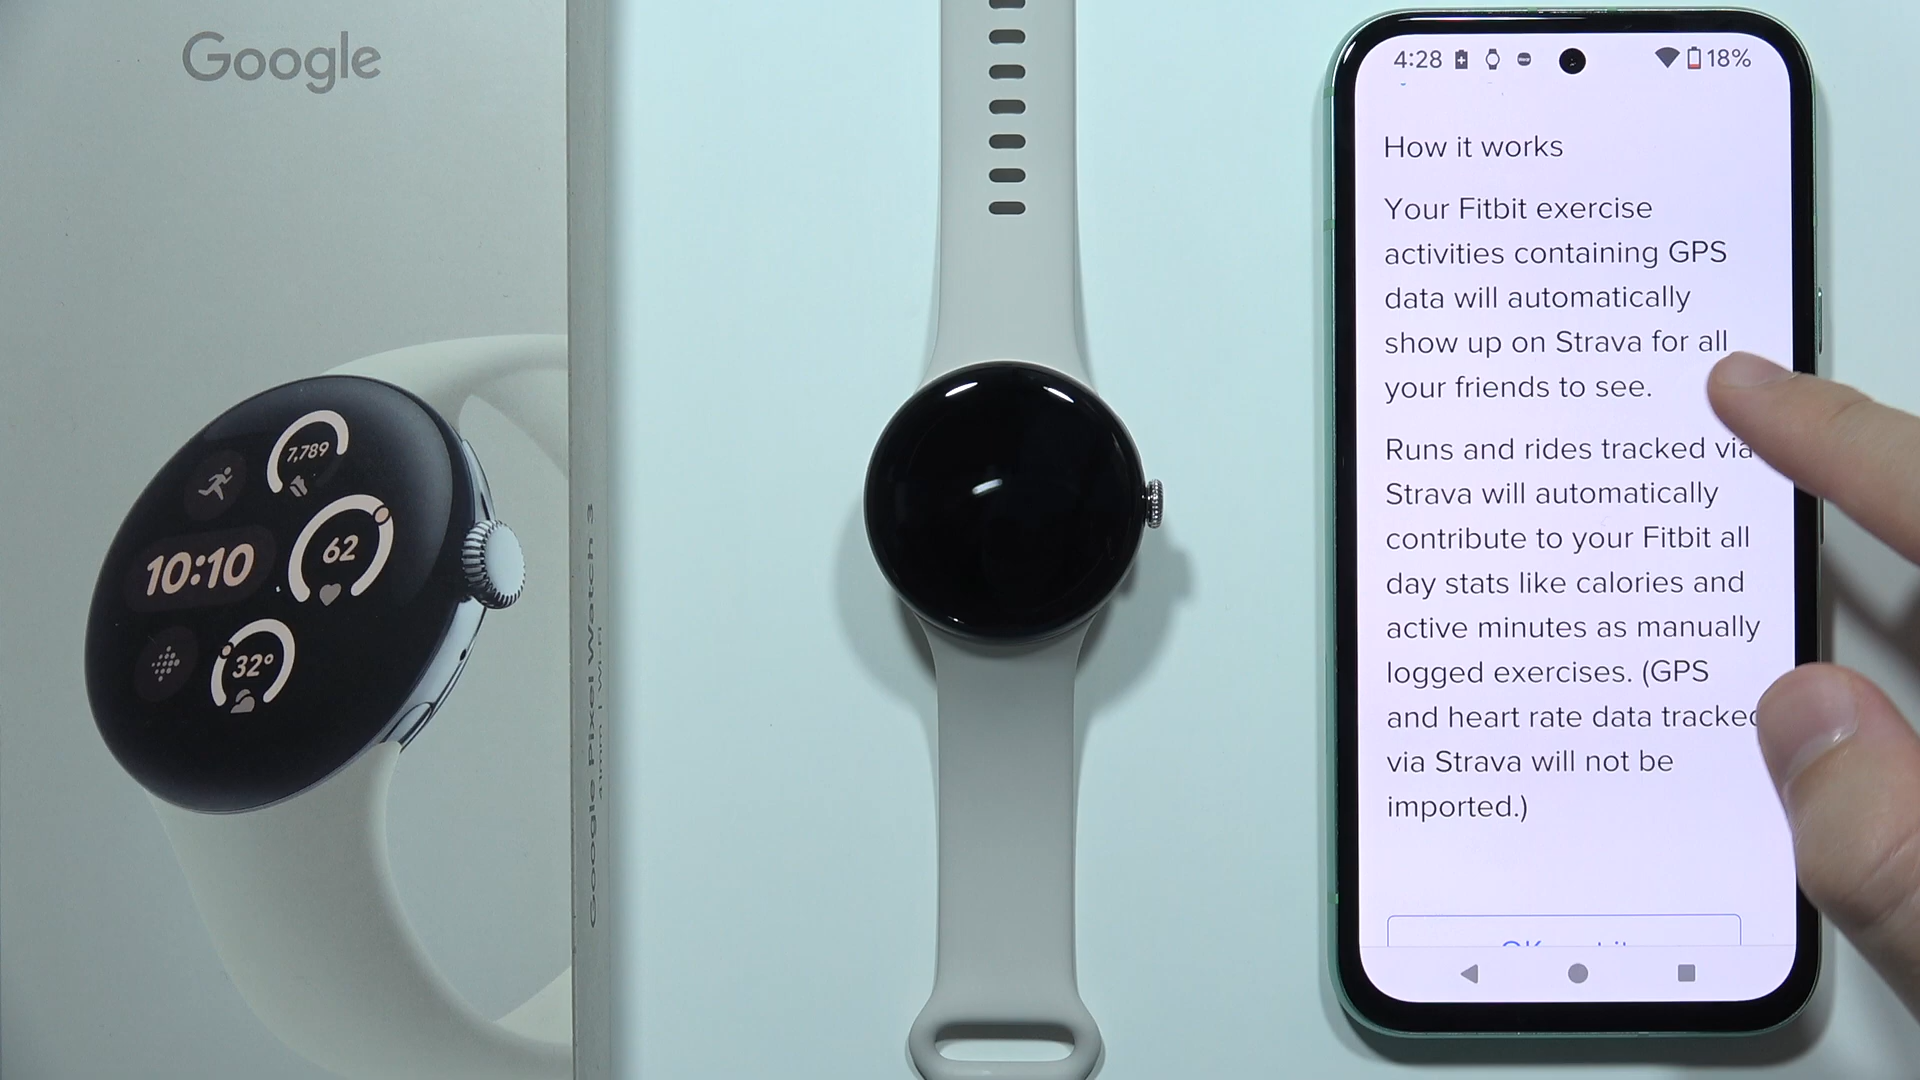 Google
7,789
10:10
62
32°
Google Pixel Watch 3
41mm | Wi-Fi
4:28
18%
How it works
Your Fitbit exercise
activities containing GPS
data will automatically
show up on Strava for all
your friends to see.
Runs and rides tracked via
Strava will automatically
contribute to your Fitbit all
day stats like calories and
active minutes as manually
logged exercises. (GPS
and heart rate data tracked
via Strava will not be
imported.)